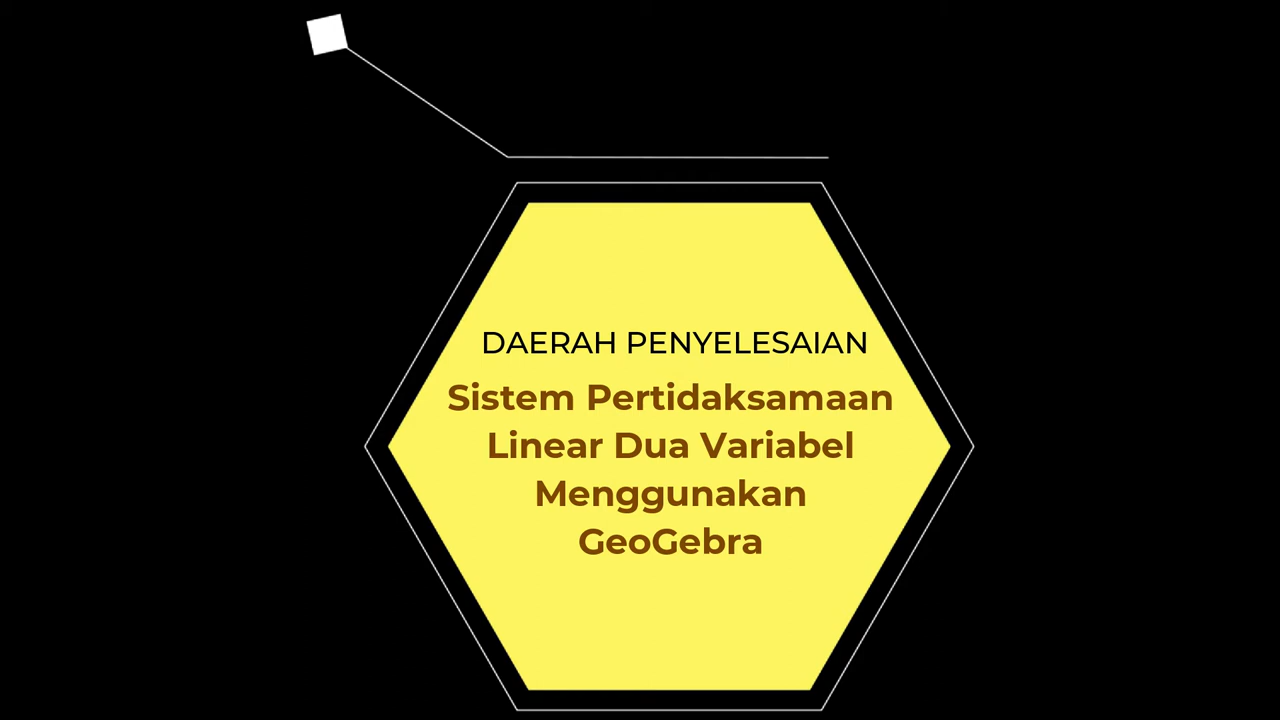 DAERAH PENYELESAIAN
Sistem Pertidaksamaan
Linear Dua Variabel
Menggunakan
GeoGebra